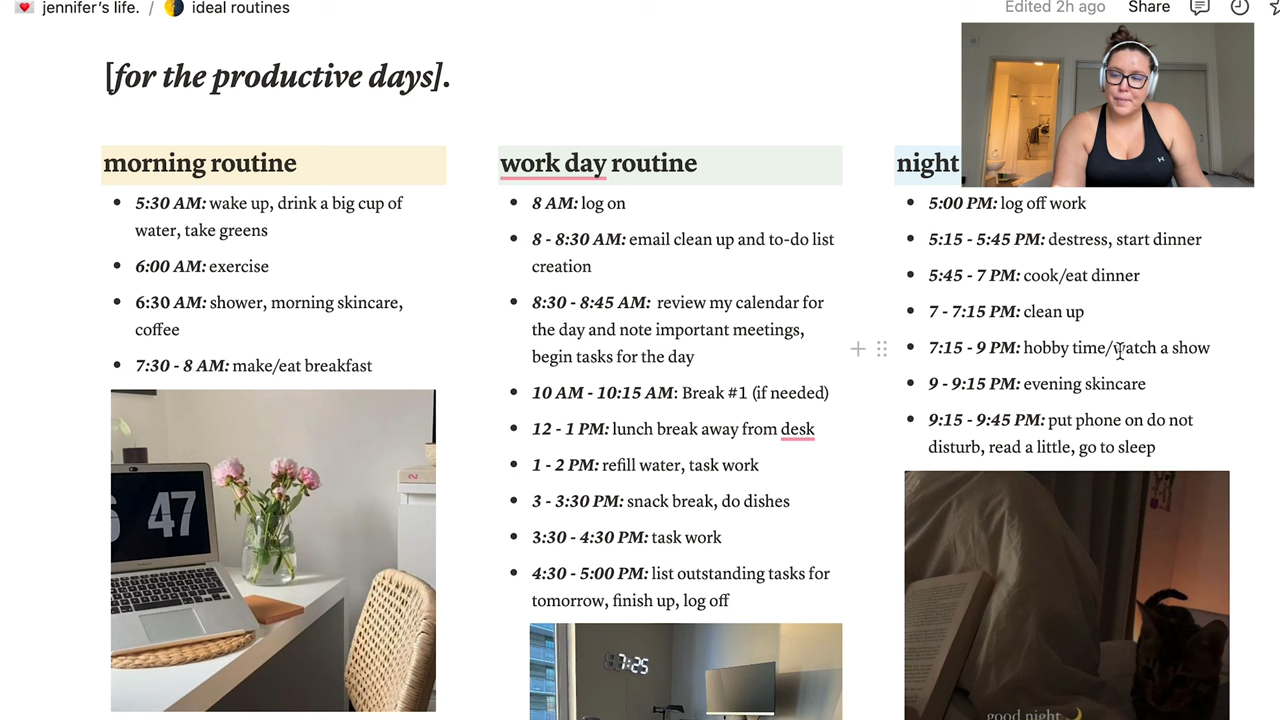 jennifer's life. / ideal routines
Edited 2h ago Share
[for the productive days].
morning routine
5:30 AM: wake up, drink a big cup of
water, take greens
6:00 AM: exercise
6:30 AM: shower, morning skincare,
coffee
7:30 - 8 AM: make/eat breakfast
47
work day routine
8 AM: log on
8 - 8:30 AM: email clean up and to-do list
creation
8:30 - 8:45 AM: review my calendar for
the day and note important meetings,
begin tasks for the day
10 AM - 10:15 AM: Break #1 (if needed)
12 - 1 PM: lunch break away from desk
1 - 2 PM: refill water, task work
3 - 3:30 PM: snack break, do dishes
3:30 - 4:30 PM: task work
4:30 - 5:00 PM: list outstanding tasks for
tomorrow, finish up, log off
7:25
night
5:00 PM: log off work
5:15 - 5:45 PM: destress, start dinner
5:45 - 7 PM: cook/eat dinner
7 - 7:15 PM: clean up
7:15 - 9 PM: hobby time/watch a show
9 - 9:15 PM: evening skincare
9:15 - 9:45 PM: put phone on do not
disturb, read a little, go to sleep
good night